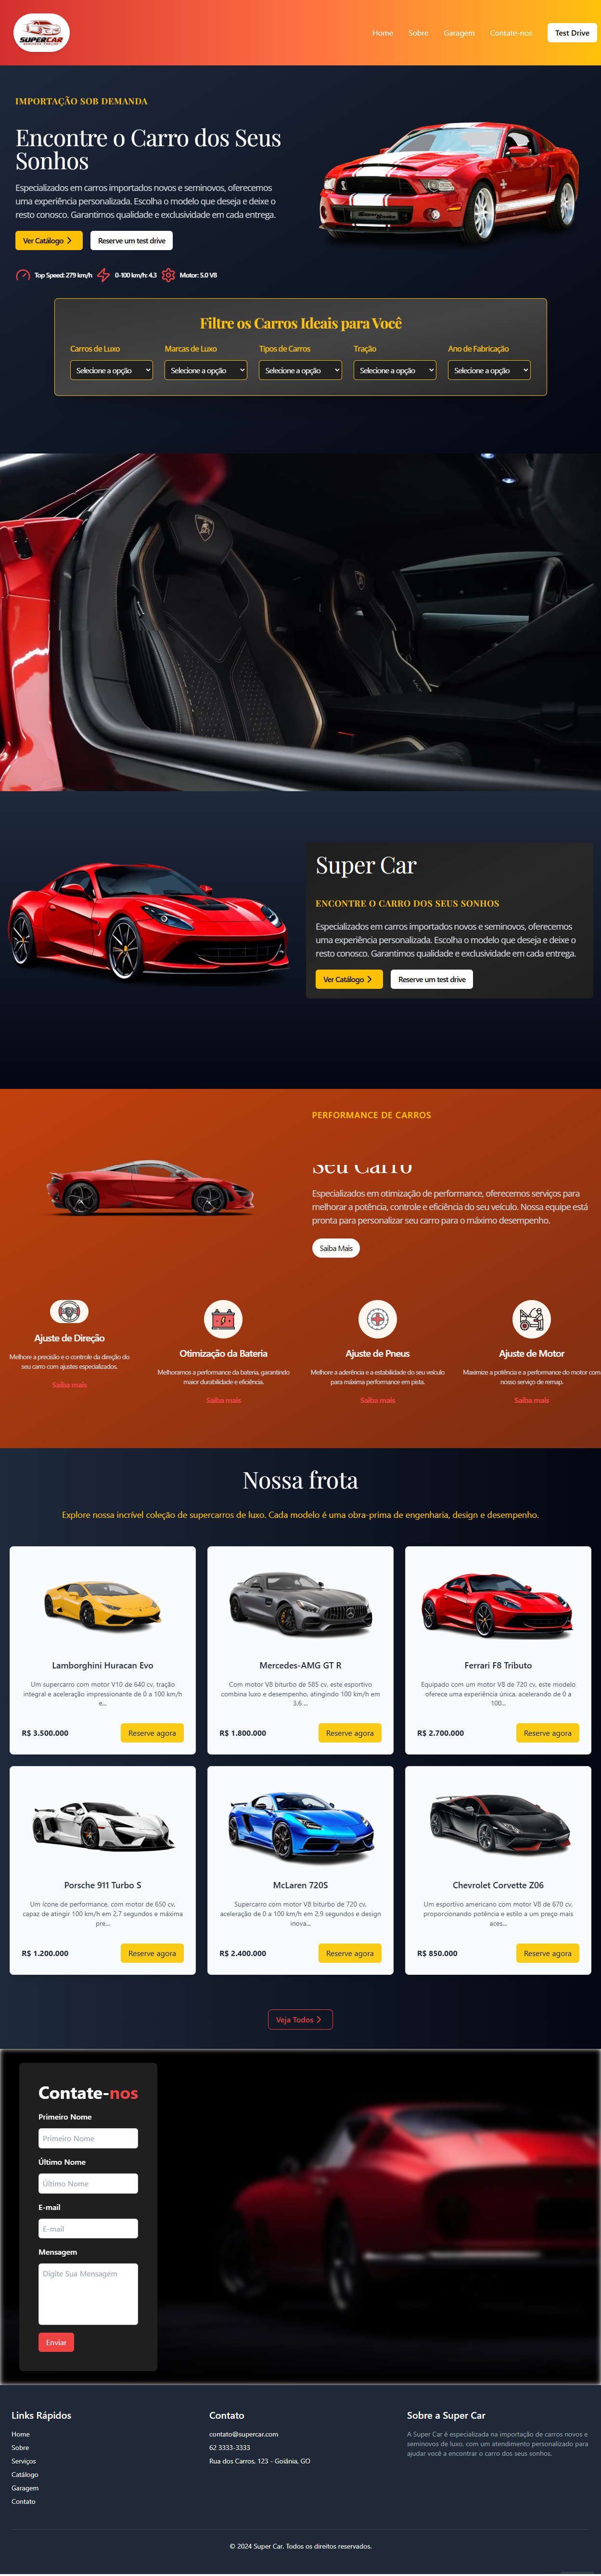 SUPERCAR
Home Sobre Garagem Contate-nos Test Drive
IMPORTAÇÃO SOB DEMANDA
Encontre o Carro dos Seus
Sonhos
Especializados em carros importados novos e seminovos, oferecemos
uma experiência personalizada. Escolha o modelo que deseja e deixe o
resto conosco. Garantimos qualidade e exclusividade em cada entrega.
Ver Catálogo Reserve um test drive
Top Speed: 279 km/h 0-100 km/h: 4.3 Motor: 5.0 V8
Filtre os Carros Ideais para Você
Carros de Luxo Marcas de Luxo Tipos de Carros Tração Ano de Fabricação
Selecione a opção Selecione a opção Selecione a opção Selecione a opção Selecione a opção
Super Car
ENCONTRE O CARRO DOS SEUS SONHOS
Especializados em carros importados novos e seminovos, oferecemos
uma experiência personalizada. Escolha o modelo que deseja e deixe o
resto conosco. Garantimos qualidade e exclusividade em cada entrega.
Ver Catálogo Reserve um test drive
PERFORMANCE DE CARROS
Seu Carro
Especializados em otimização de performance, oferecemos serviços para
melhorar a potência, controle e eficiência do seu veículo. Nossa equipe está
pronta para personalizar seu carro para o máximo desempenho.
Saiba Mais
Ajuste de Direção
Melhore a precisão e o controle da direção do
seu carro com ajustes especializados.
Saiba mais
Otimização da Bateria
Melhoramos a performance da bateria, garantindo
maior durabilidade e eficiência.
Saiba mais
Ajuste de Pneus
Melhore a aderência e a estabilidade do seu veículo
para máxima performance em pista.
Saiba mais
Ajuste de Motor
Maximize a potência e a performance do motor com
nosso serviço de remap.
Saiba mais
Nossa frota
Explore nossa incrível coleção de supercarros de luxo. Cada modelo é uma obra-prima de engenharia, design e desempenho.
Lamborghini Huracan Evo
Um supercarro com motor V10 de 640 cv, tração
integral e aceleração impressionante de 0 a 100 km/h
e...
R$ 3.500.000 Reserve agora
Mercedes-AMG GT R
Com motor V8 biturbo de 585 cv, este esportivo
combina luxo e desempenho, atingindo 100 km/h em
3.6 ...
R$ 1.800.000 Reserve agora
Ferrari F8 Tributo
Equipado com um motor V8 de 720 cv, este modelo
oferece uma experiência única, acelerando de 0 a
100...
R$ 2.700.000 Reserve agora
Porsche 911 Turbo S
Um ícone de performance, com motor de 650 cv,
capaz de atingir 100 km/h em 2.7 segundos e máxima
pre...
R$ 1.200.000 Reserve agora
McLaren 720S
Supercarro com motor V8 biturbo de 720 cv,
aceleração de 0 a 100 km/h em 2.9 segundos e design
inova...
R$ 2.400.000 Reserve agora
Chevrolet Corvette Z06
Um esportivo americano com motor V8 de 670 cv,
proporcionando potência e estilo a um preço mais
aces...
R$ 850.000 Reserve agora
Veja Todos
Contate-nos
Primeiro Nome
Primeiro Nome
Último Nome
Último Nome
E-mail
E-mail
Mensagem
Digite Sua Mensagem
Enviar
Links Rápidos
Home
Sobre
Serviços
Catálogo
Garagem
Contato
Contato
contato@supercar.com
62 3333-3333
Rua dos Carros, 123 - Goiânia, GO
Sobre a Super Car
A Super Car é especializada na importação de carros novos e
seminovos de luxo, com um atendimento personalizado para
ajudar você a encontrar o carro dos seus sonhos.
© 2024 Super Car. Todos os direitos reservados.